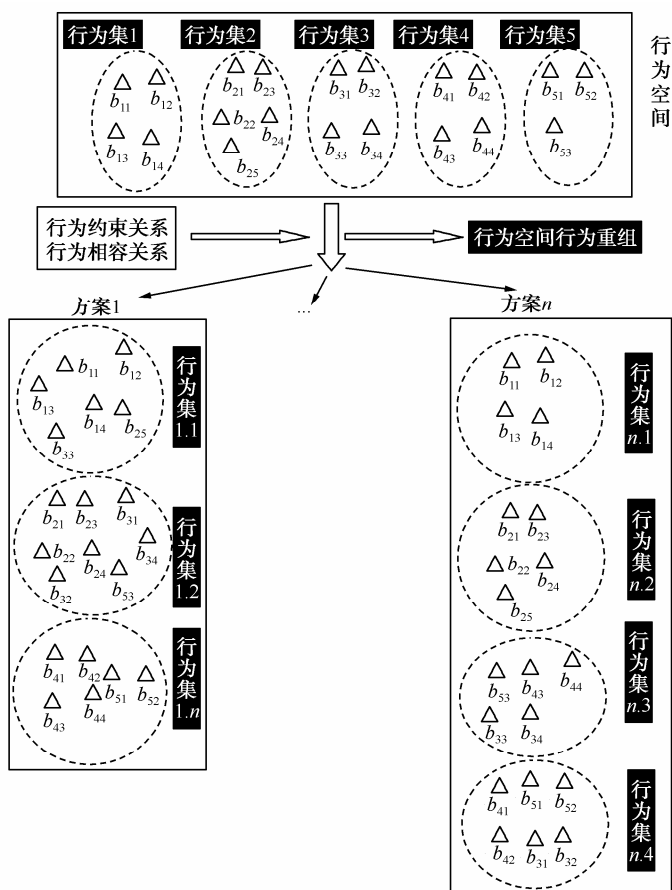 行为集1 行为集2 行为集3 行为集4 行为集5
b11 b12 b13 b14
b21 b23 b22 b24 b25
b31 b32 b33 b34
b41 b42 b43 b44
b51 b52 b53
行为空间
行为约束关系
行为相容关系
行为空间行为重组
方案1
...
方案n
b11 b12 b13 b14 b25 b33
行为集1.1
b21 b23 b31 b22 b24 b34 b32 b53
行为集1.2
b41 b42 b51 b52 b43 b44
行为集1.n
b11 b12 b13 b14
行为集n.1
b21 b23 b22 b24 b25
行为集n.2
b53 b43 b44 b33 b34
行为集n.3
b41 b51 b52 b42 b31 b32
行为集n.4